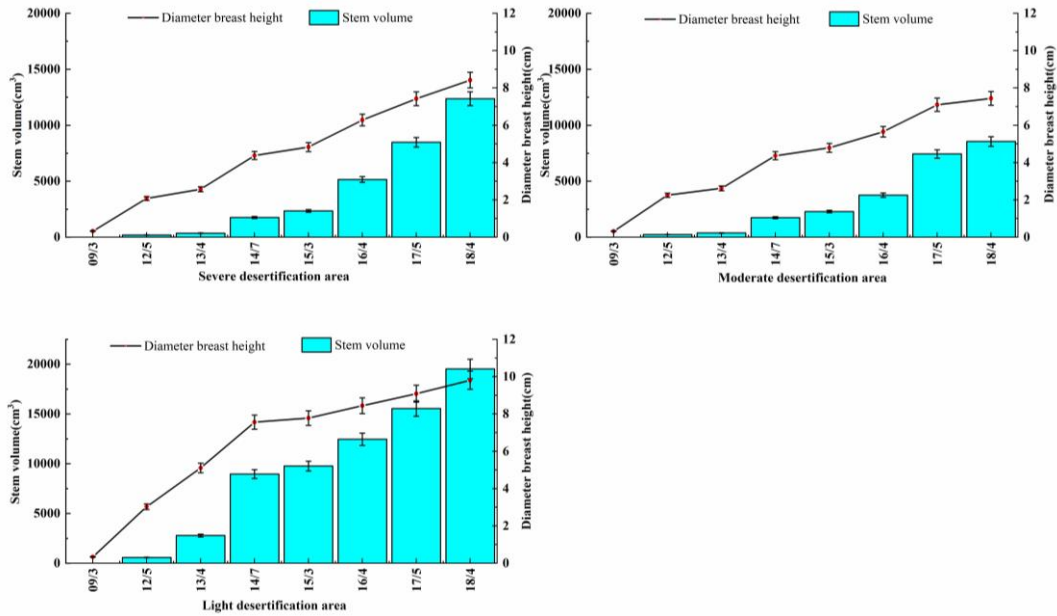 Diameter breast height Stem volume
20000
15000
10000
5000
0
Stem volume(cm³)
12
10
8
6
4
2
0
Diameter breast height(cm)
09/3 12/5 13/4 14/7 15/3 16/4 17/5 18/4
Severe desertification area
Diameter breast height Stem volume
20000
15000
10000
5000
0
Stem volume(cm³)
12
10
8
6
4
2
0
Diameter breast height(cm)
09/3 12/5 13/4 14/7 15/3 16/4 17/5 18/4
Moderate desertification area
Diameter breast height Stem volume
20000
15000
10000
5000
0
Stem volume(cm³)
12
10
8
6
4
2
0
Diameter breast height(cm)
09/3 12/5 13/4 14/7 15/3 16/4 17/5 18/4
Light desertification area